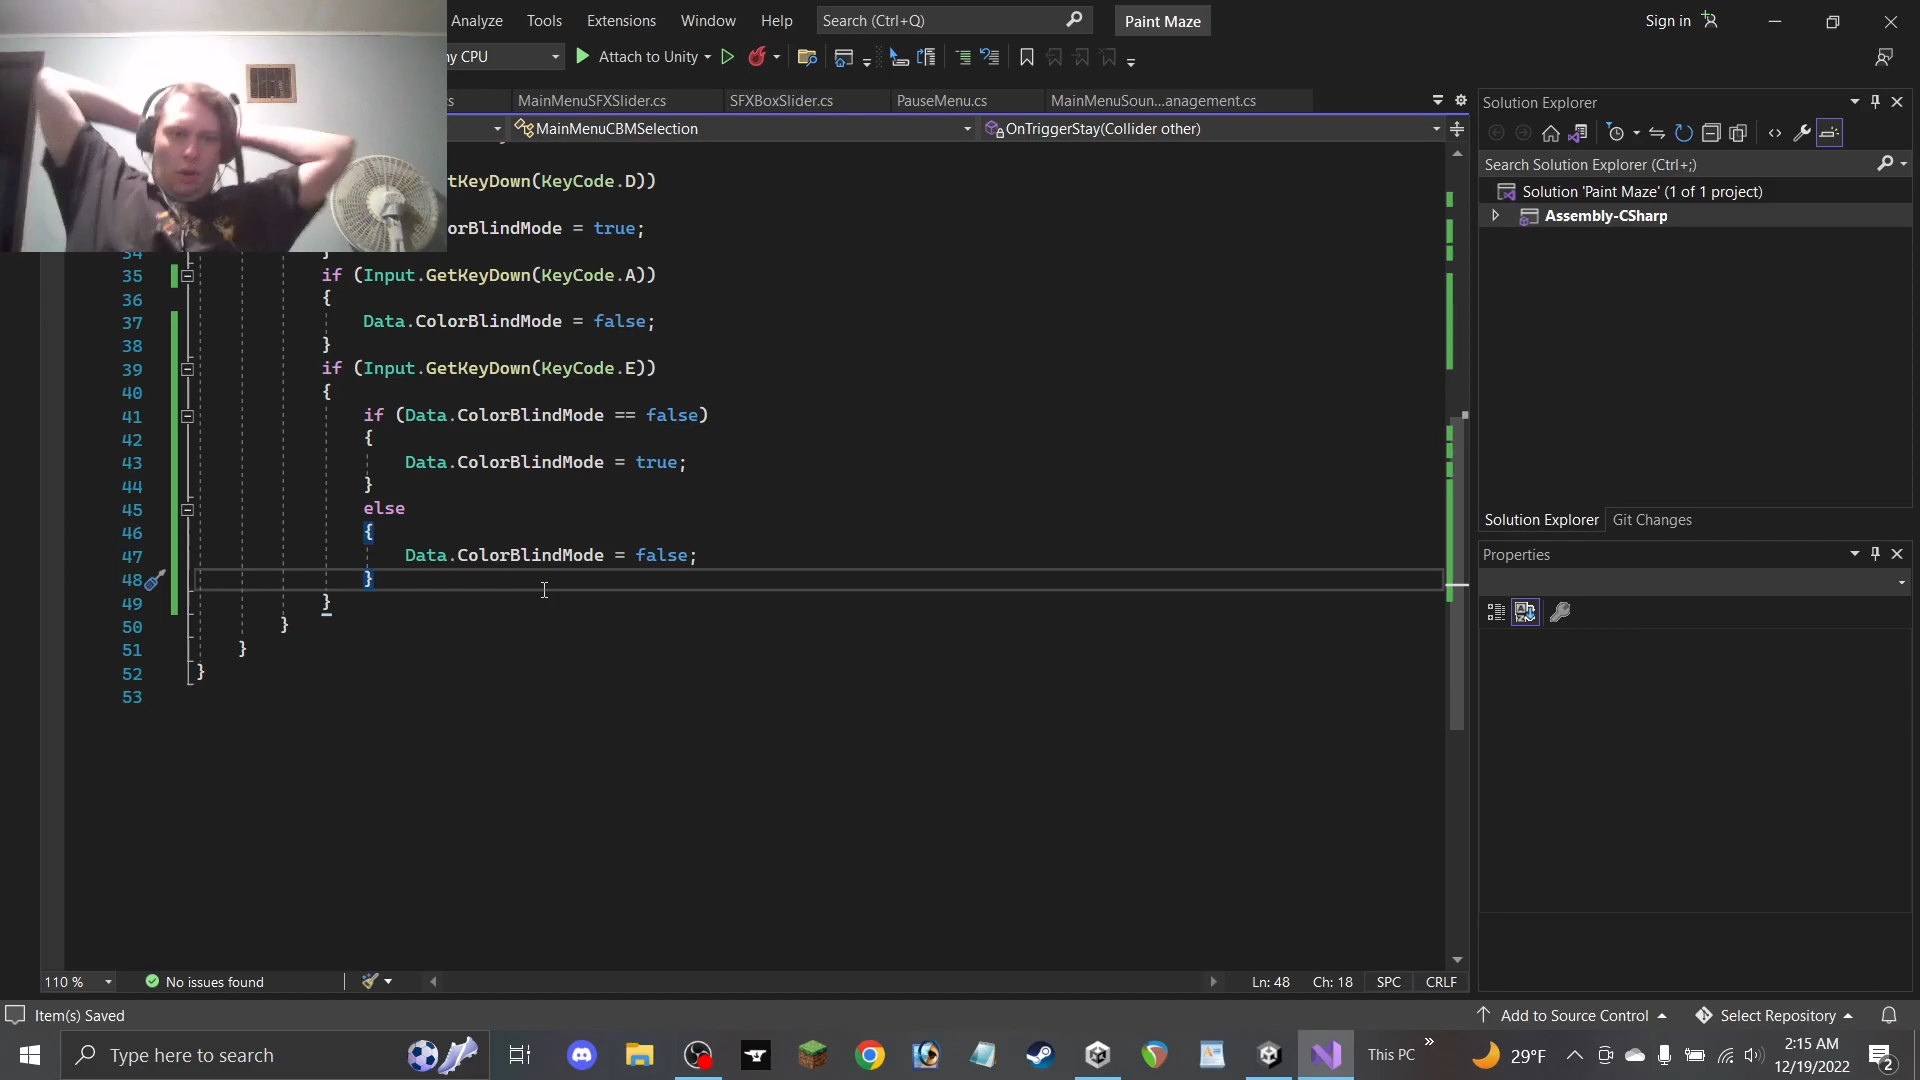 Analyze Tools Extensions Window Help Search (Ctrl+Q) Paint Maze Sign in
ny CPU Attach to Unity
MainMenuSFXSlider.cs SFXBoxSlider.cs PauseMenu.cs MainMenuSoun...anagement.cs
MainMenuCBMSelection OnTriggerStay(Collider other)
tKeyDown(KeyCode.D))
orBlindMode = true;
34 }
35 if (Input.GetKeyDown(KeyCode.A))
36 {
37 Data.ColorBlindMode = false;
38 }
39 if (Input.GetKeyDown(KeyCode.E))
40 {
41 if (Data.ColorBlindMode == false)
42 {
43 Data.ColorBlindMode = true;
44 }
45 else
46 {
47 Data.ColorBlindMode = false;
48 }
49 }
50 }
51 }
52 }
53
110 % No issues found Ln: 48 Ch: 18 SPC CRLF
Solution Explorer
Search Solution Explorer (Ctrl+;)
Solution 'Paint Maze' (1 of 1 project)
Assembly-CSharp
Solution Explorer Git Changes
Properties
Item(s) Saved Add to Source Control Select Repository
Type here to search This PC 29°F 2:15 AM
12/19/2022 2